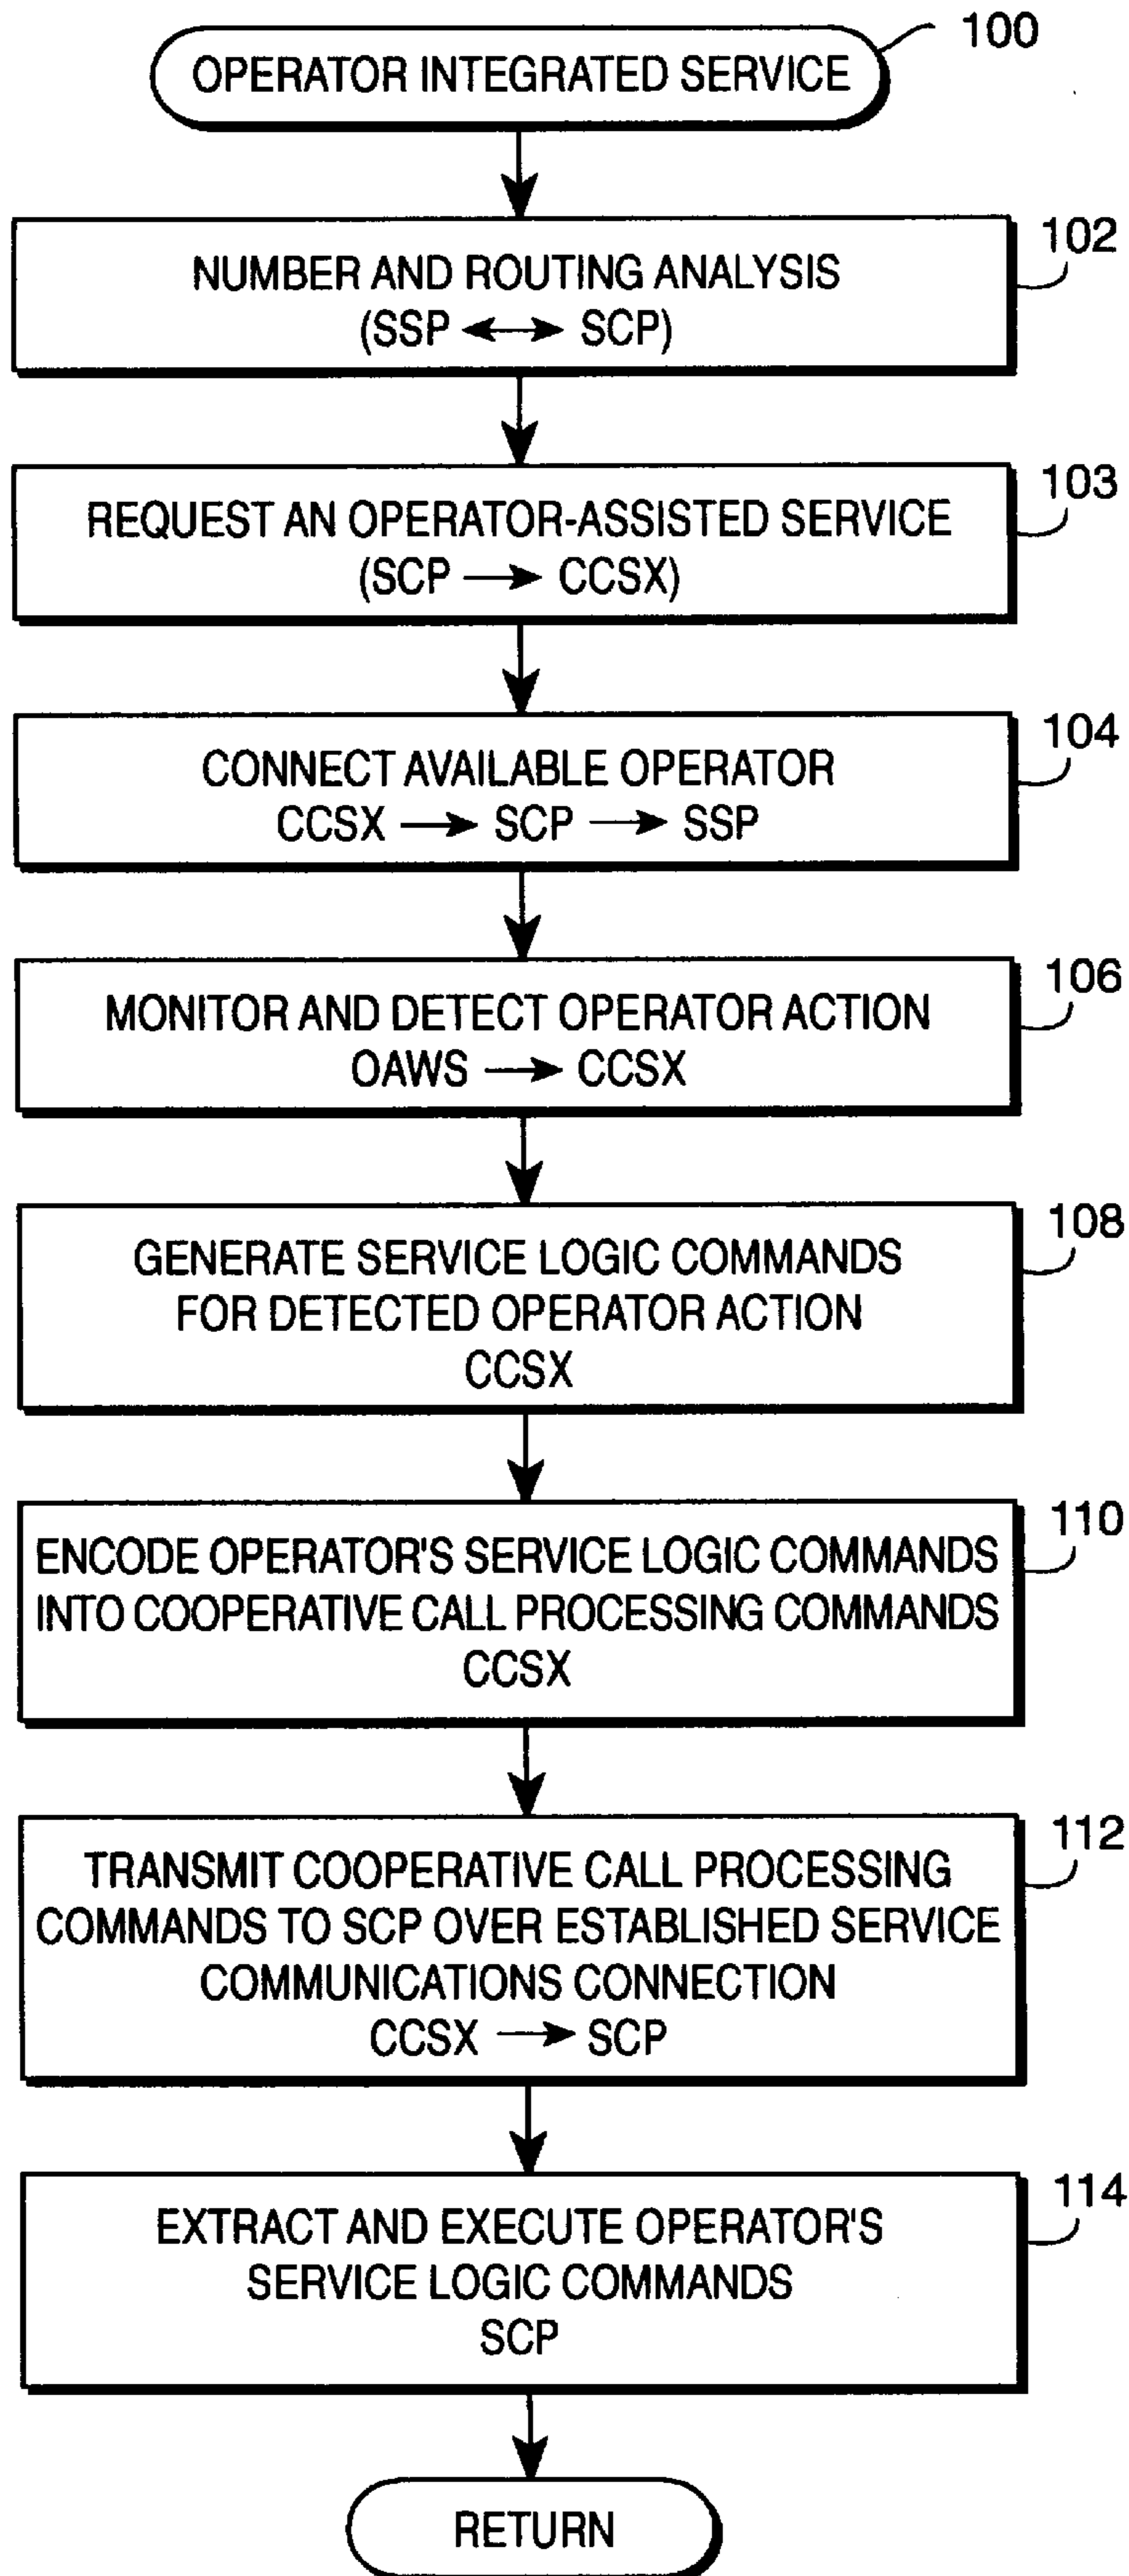 OPERATOR INTEGRATED SERVICE
100
102
NUMBER AND ROUTING ANALYSIS
(SSP ↔ SCP)
103
REQUEST AN OPERATOR-ASSISTED SERVICE
(SCP → CCSX)
104
CONNECT AVAILABLE OPERATOR
CCSX → SCP → SSP
106
MONITOR AND DETECT OPERATOR ACTION
OAWS → CCSX
108
GENERATE SERVICE LOGIC COMMANDS
FOR DETECTED OPERATOR ACTION
CCSX
110
ENCODE OPERATOR'S SERVICE LOGIC COMMANDS
INTO COOPERATIVE CALL PROCESSING COMMANDS
CCSX
112
TRANSMIT COOPERATIVE CALL PROCESSING
COMMANDS TO SCP OVER ESTABLISHED SERVICE
COMMUNICATIONS CONNECTION
CCSX → SCP
114
EXTRACT AND EXECUTE OPERATOR'S
SERVICE LOGIC COMMANDS
SCP
RETURN